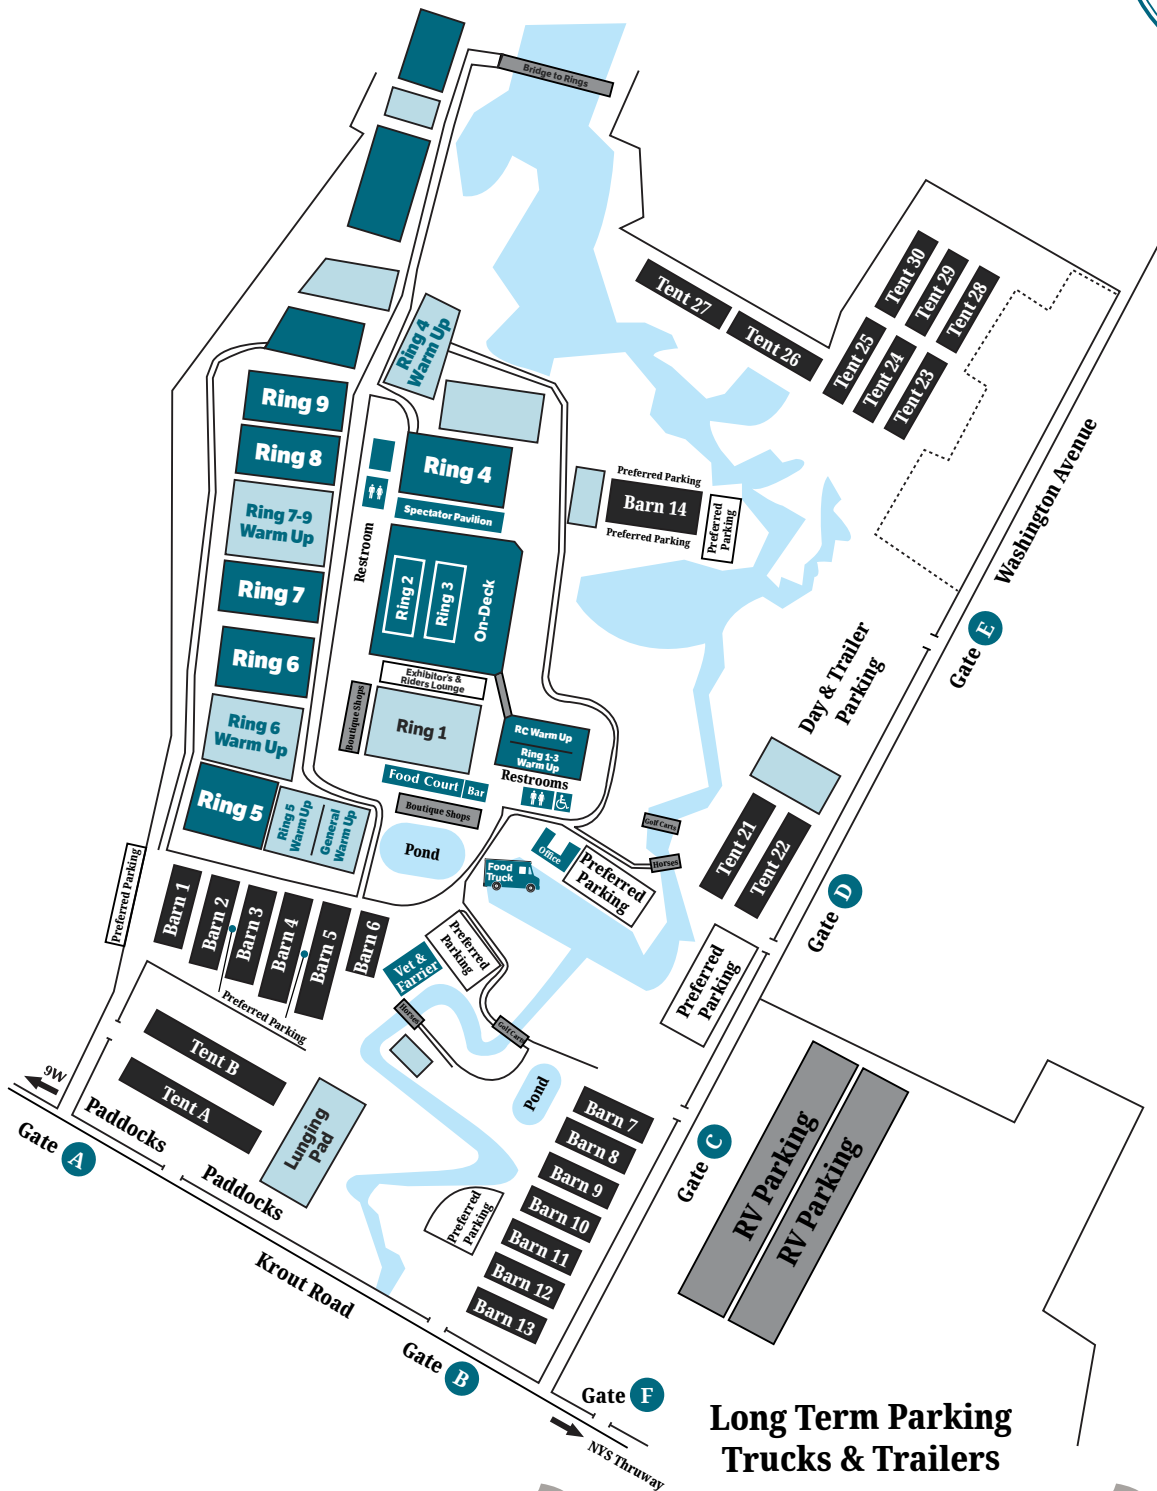 Bridge to Rings
Ring 4
Warm Up
Tent 27
Tent 26
Tent 30
Tent 29
Tent 28
Tent 25
Tent 24
Tent 23
Washington Avenue
Ring 9
Ring 8
Ring 7-9
Warm Up
Ring 7
Ring 6
Ring 6
Warm Up
Ring 5
Ring 5
Warm Up
General
Warm Up
Ring 4
Spectator Pavilion
Restroom
Ring 2
Ring 3
On-Deck
Exhibitor's &
Riders Lounge
Boutique Shops
Ring 1
RC Warm Up
Ring 1-3
Warm Up
Restrooms
Food Court
Bar
Boutique Shops
Pond
Preferred Parking
Barn 14
Preferred Parking
Preferred
Parking
Gate E
Day & Trailer
Parking
Golf Carts
Horses
Office
Food
Truck
Preferred
Parking
Tent 21
Tent 22
Gate D
Preferred
Parking
Preferred Parking
Barn 1
Barn 2
Barn 3
Barn 4
Barn 5
Barn 6
Preferred Parking
Preferred
Parking
Vet &
Farrier
Horses
Golf Carts
Pond
Tent B
Tent A
9W
Paddocks
Paddocks
Lunging
Pad
Gate A
Krout Road
Preferred
Parking
Barn 7
Barn 8
Barn 9
Barn 10
Barn 11
Barn 12
Barn 13
Gate C
RV Parking
RV Parking
Gate B
Gate F
NYS Thruway
Long Term Parking
Trucks & Trailers